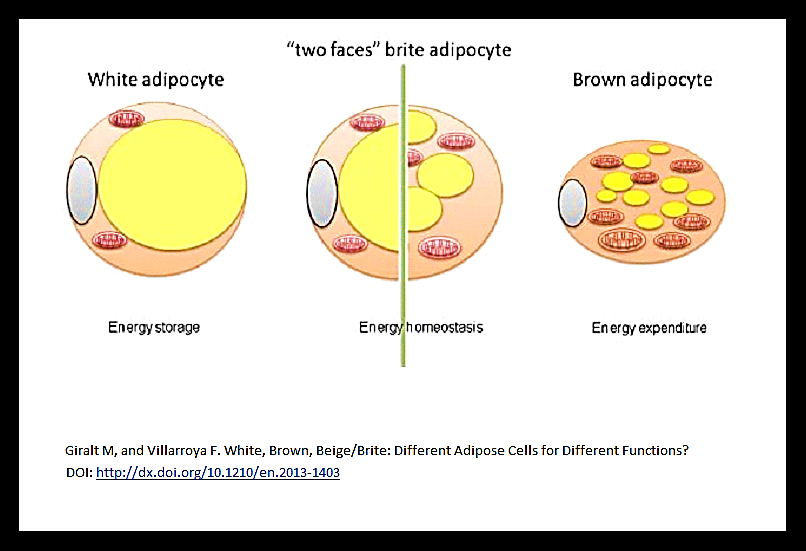 “two faces” brite adipocyte
White adipocyte
Brown adipocyte
Energy storage
Energy homeostasis
Energy expenditure
Giralt M, and Villarroya F. White, Brown, Beige/Brite: Different Adipose Cells for Different Functions?
DOI: http://dx.doi.org/10.1210/en.2013-1403